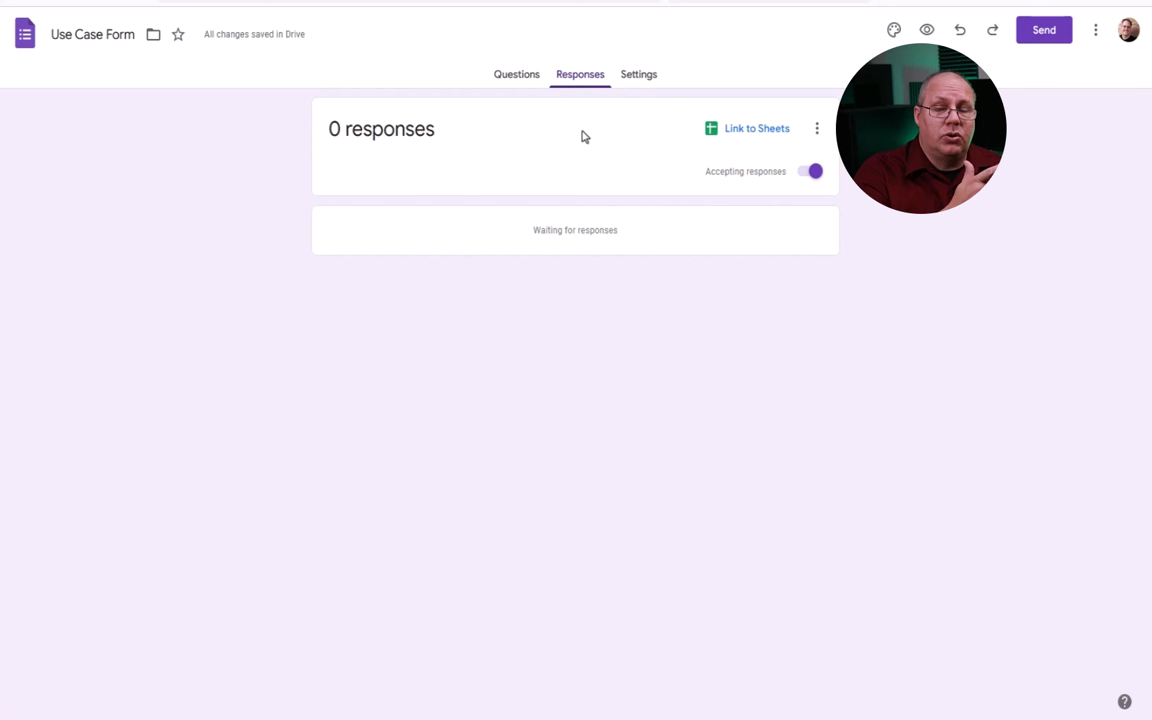 Use Case Form
All changes saved in Drive
Send
Questions
Responses
Settings
0 responses
Link to Sheets
Accepting responses
Waiting for responses